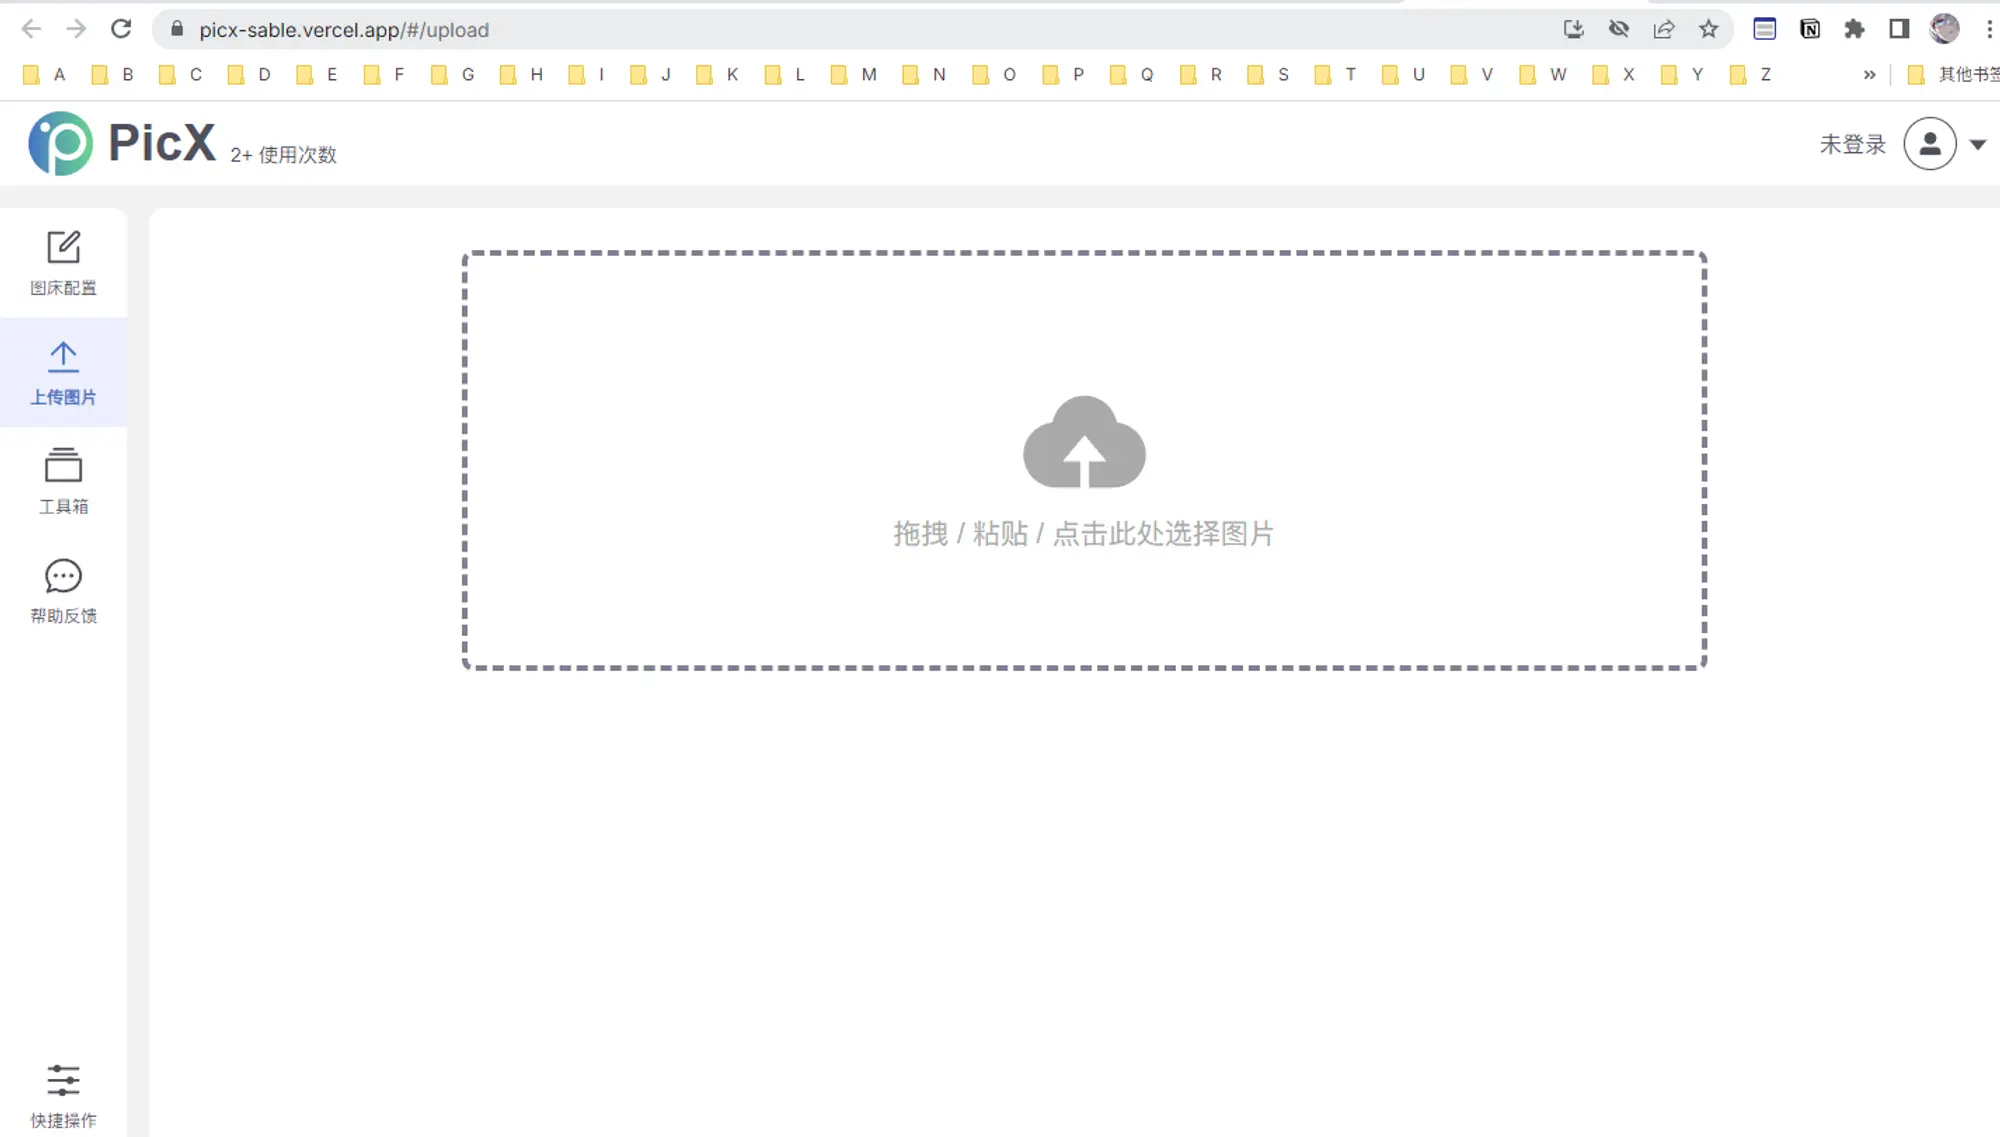 picx-sable.vercel.app/#/upload
A B C D E F G H I J K L M N O P Q R S T U V W X Y Z » 其他书签
PicX 2+ 使用次数
未登录
图床配置
上传图片
工具箱
帮助反馈
拖拽 / 粘贴 / 点击此处选择图片
快捷操作